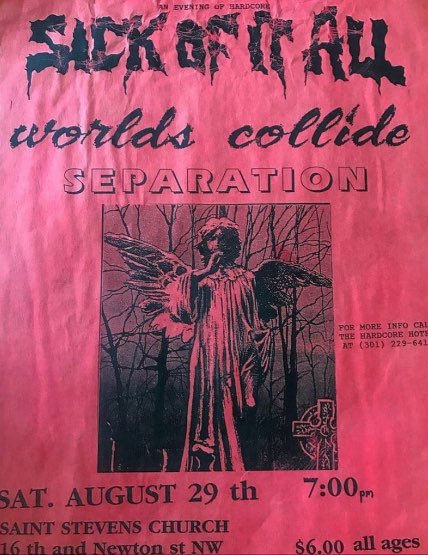 AN EVENING OF HARDCORE
SICK OF IT ALL
worlds collide
SEPARATION
FOR MORE INFO CAL
THE HARDCORE HOT
AT (301) 229-641
SAT. AUGUST 29 th 7:00pm
SAINT STEVENS CHURCH
16 th and Newton st NW $6.00 all ages